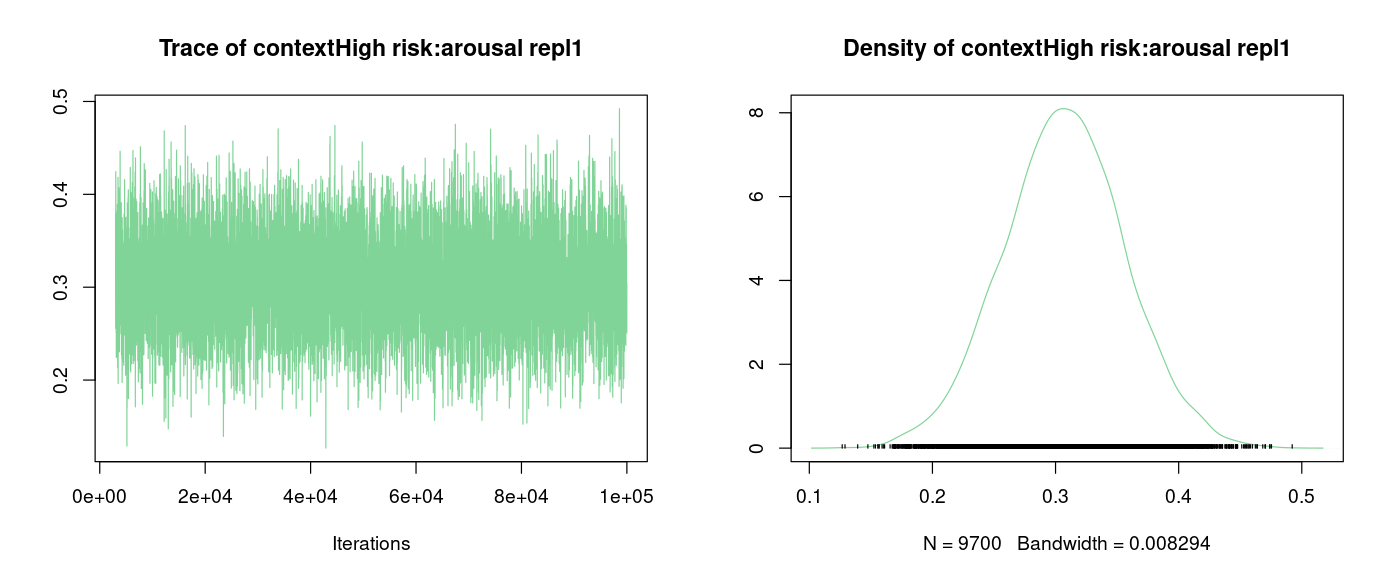 Trace of contextHigh risk:arousal repl1
0.5
0.4
0.3
0.2
0e+00 2e+04 4e+04 6e+04 8e+04 1e+05
Iterations
Density of contextHigh risk:arousal repl1
8
6
4
2
0
0.1 0.2 0.3 0.4 0.5
N = 9700 Bandwidth = 0.008294